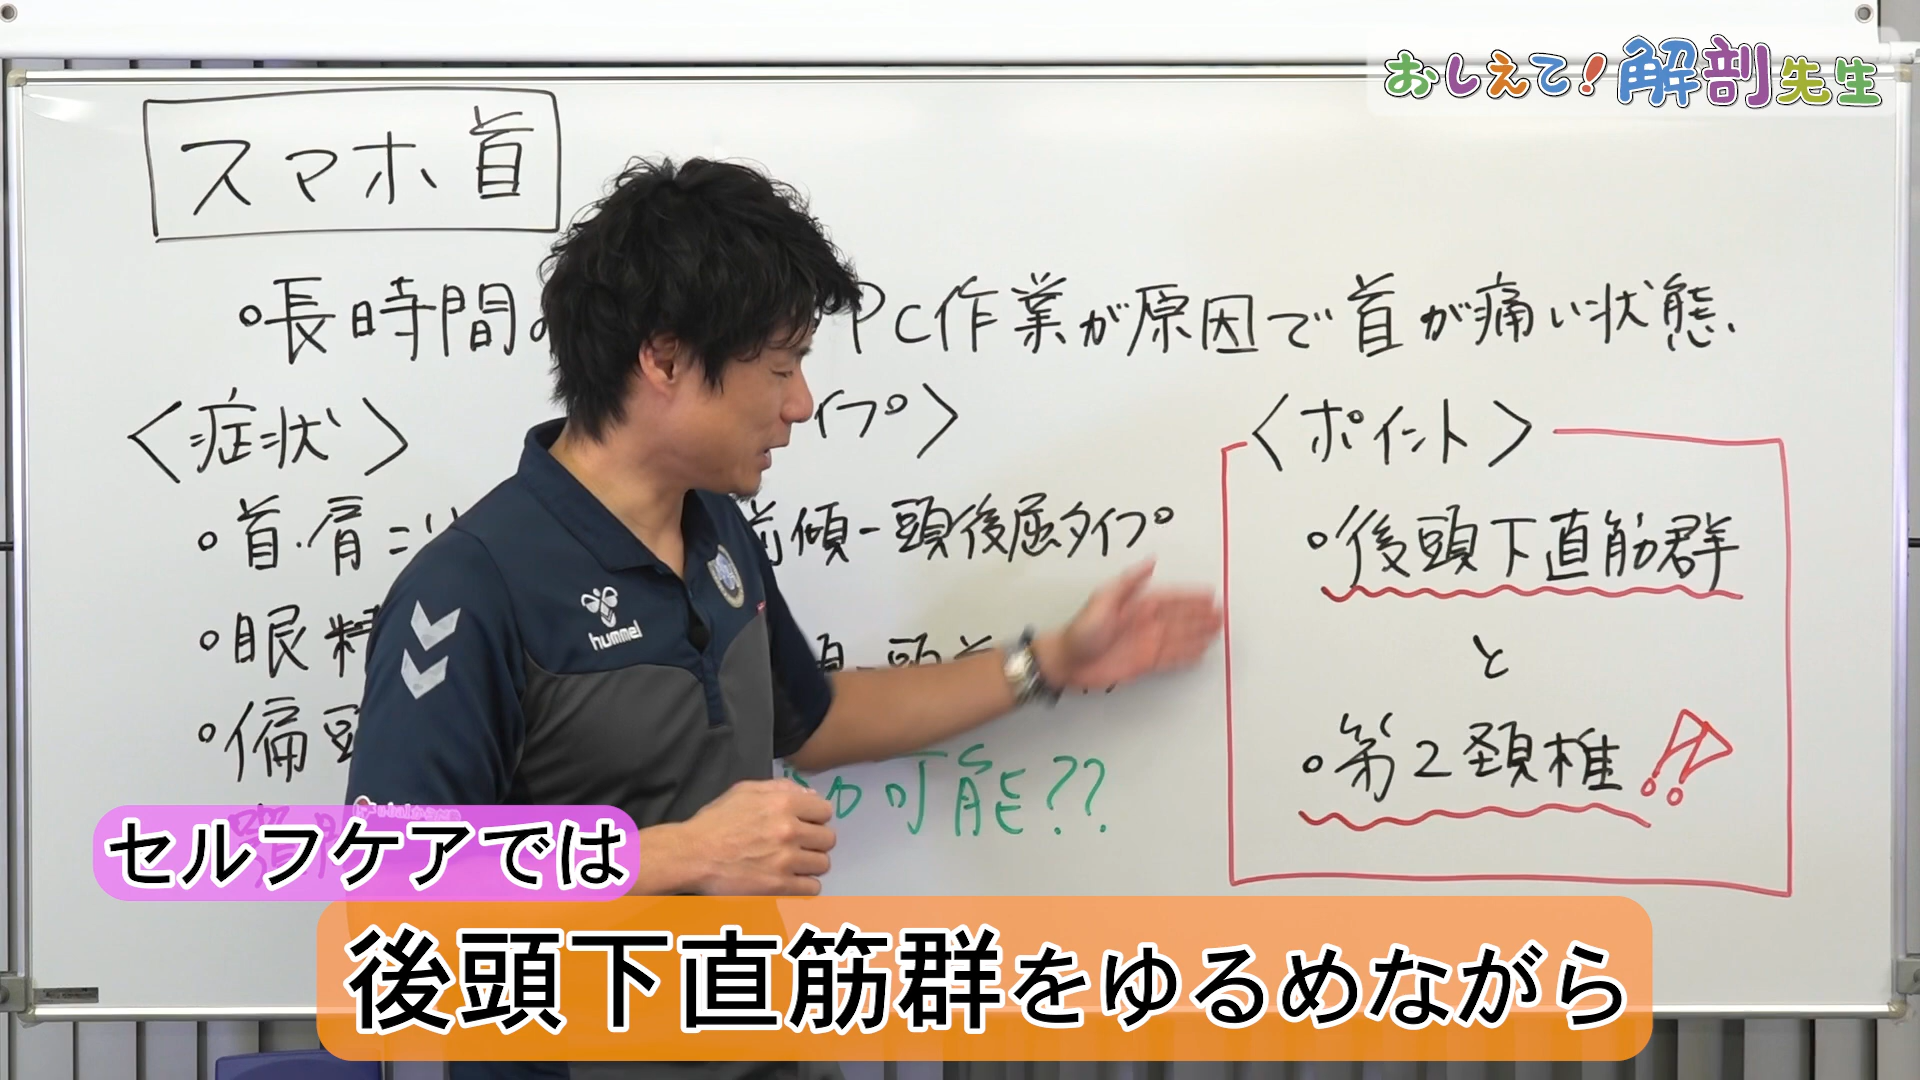 おしえて!解剖先生
スマホ首
•長時間の PC作業が原因で首が痛い状態
〈症状〉
イプ〉
〈ポイント〉
•首・肩こり
前傾-頭後屈タイプ
•後頭下直筋群
と
•眼精
傾-頭前
•偏頭
•第2頚椎!!
可能??
hummel
セルフケアでは
後頭下直筋群をゆるめながら